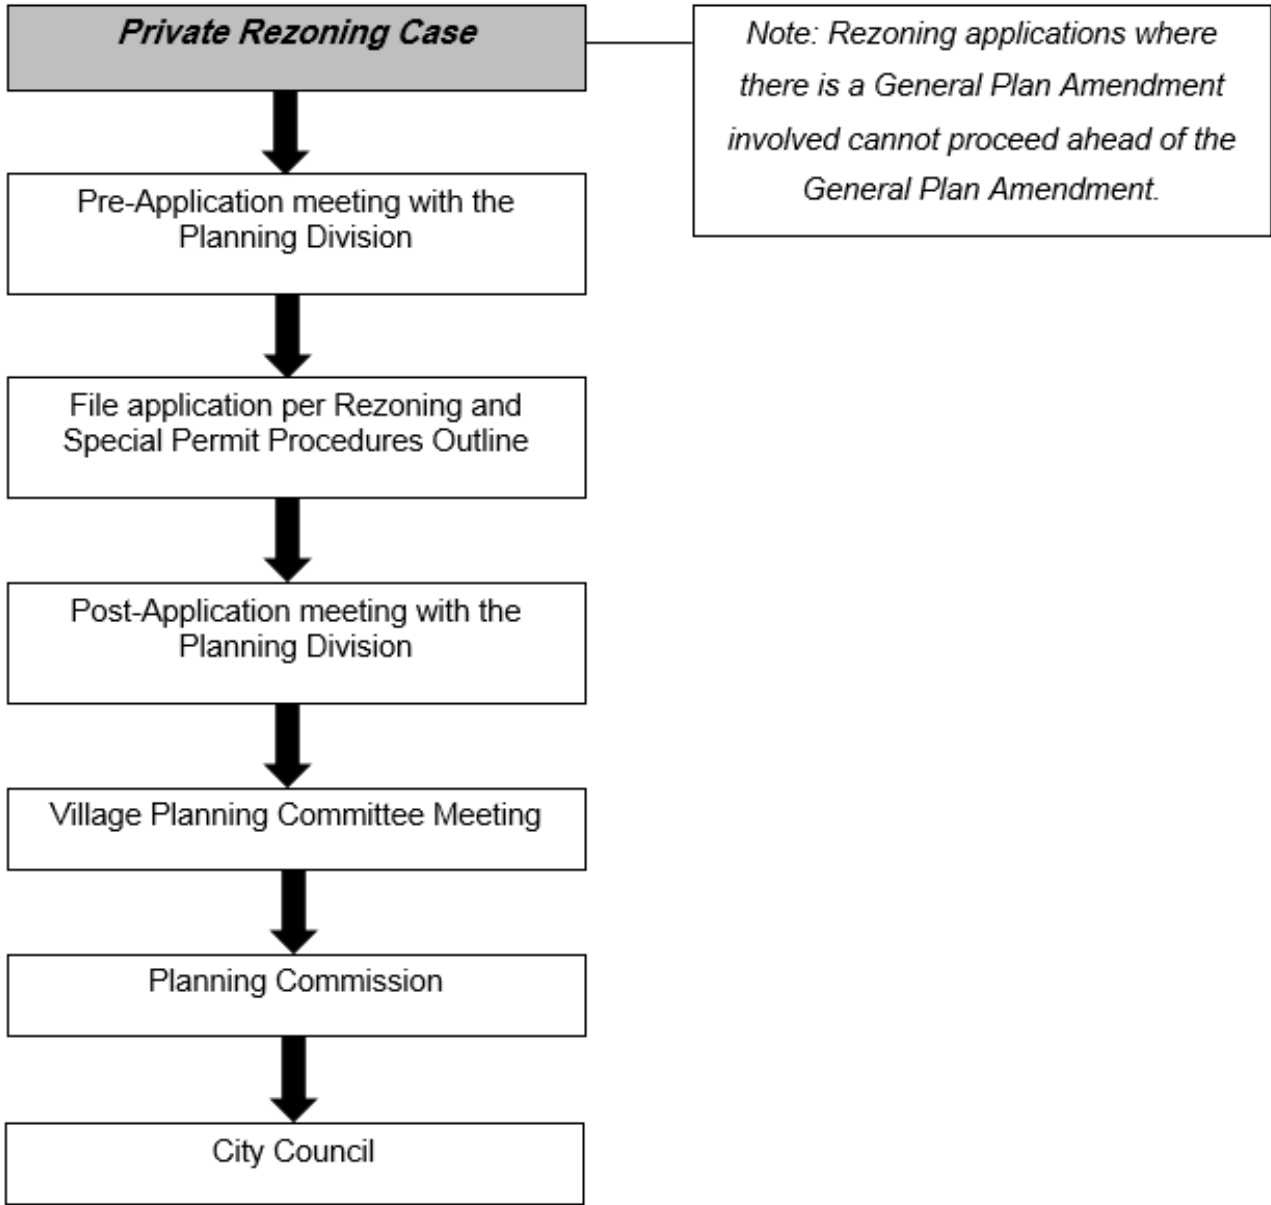 Private Rezoning Case
Note: Rezoning applications where
there is a General Plan Amendment
involved cannot proceed ahead of the
General Plan Amendment.
Pre-Application meeting with the
Planning Division
File application per Rezoning and
Special Permit Procedures Outline
Post-Application meeting with the
Planning Division
Village Planning Committee Meeting
Planning Commission
City Council